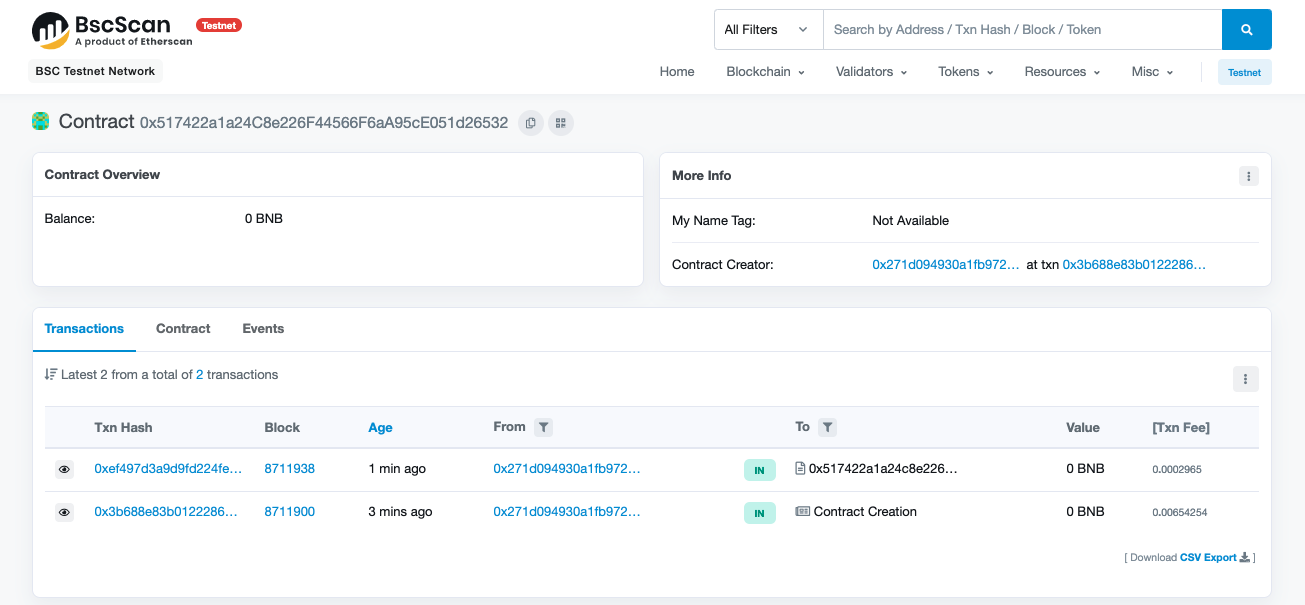 BscScan Testnet
A product of Etherscan
All Filters Search by Address / Txn Hash / Block / Token
BSC Testnet Network
Home Blockchain Validators Tokens Resources Misc Testnet
Contract 0x517422a1a24C8e226F44566F6aA95cE051d26532
Contract Overview
Balance: 0 BNB
More Info
My Name Tag: Not Available
Contract Creator: 0x271d094930a1fb972... at txn 0x3b688e83b0122286...
Transactions Contract Events
Latest 2 from a total of 2 transactions
Txn Hash Block Age From To Value [Txn Fee]
0xef497d3a9d9fd224fe... 8711938 1 min ago 0x271d094930a1fb972... IN 0x517422a1a24c8e226... 0 BNB 0.0002965
0x3b688e83b0122286... 8711900 3 mins ago 0x271d094930a1fb972... IN Contract Creation 0 BNB 0.00654254
[ Download CSV Export ]